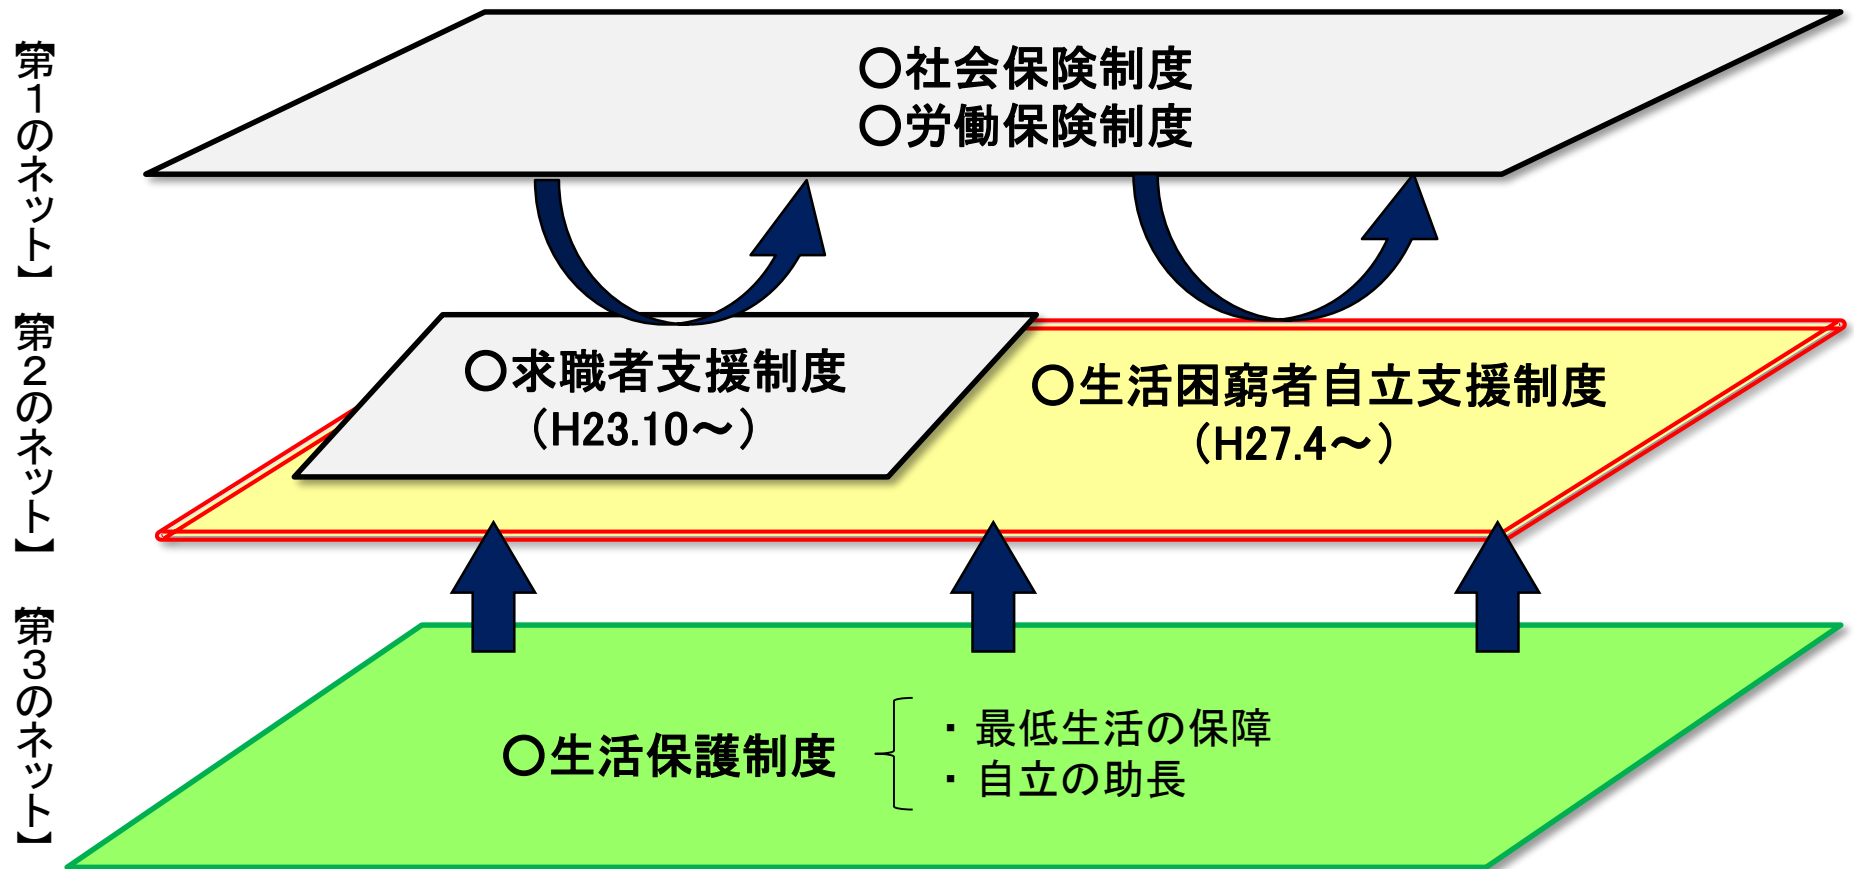 【第１のネット】
○社会保険制度
○労働保険制度
【第２のネット】
○求職者支援制度
（H23.10～）
○生活困窮者自立支援制度
（H27.4～）
【第３のネット】
○生活保護制度
・最低生活の保障
・自立の助長